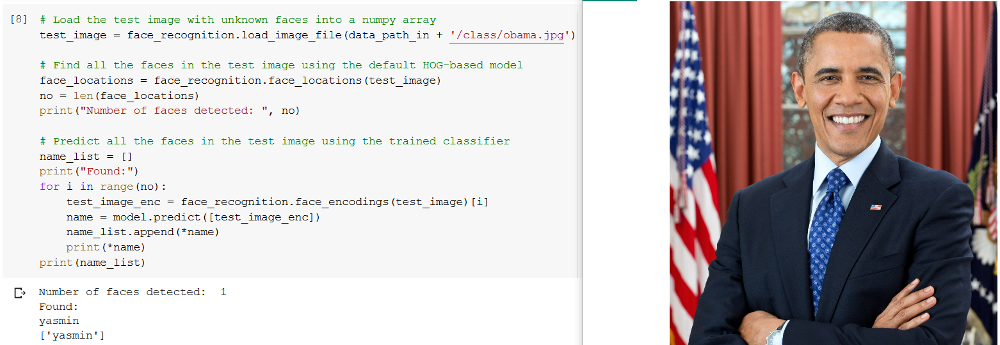 [8] # Load the test image with unknown faces into a numpy array
test_image = face_recognition.load_image_file(data_path_in + '/class/obama.jpg')
# Find all the faces in the test image using the default HOG-based model
face_locations = face_recognition.face_locations(test_image)
no = len(face_locations)
print("Number of faces detected: ", no)
# Predict all the faces in the test image using the trained classifier
name_list = []
print("Found:")
for i in range(no):
    test_image_enc = face_recognition.face_encodings(test_image)[i]
    name = model.predict([test_image_enc])
    name_list.append(*name)
    print(*name)
print(name_list)
Number of faces detected:  1
Found:
yasmin
['yasmin']